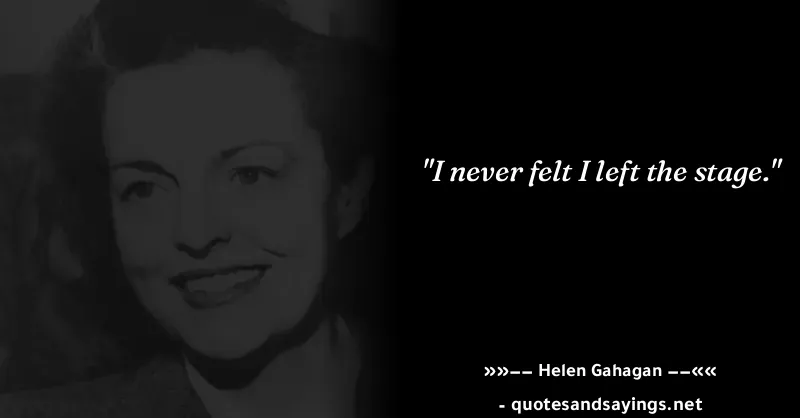 "I never felt I left the stage."
»»−− Helen Gahagan −−««
- quotesandsayings.net